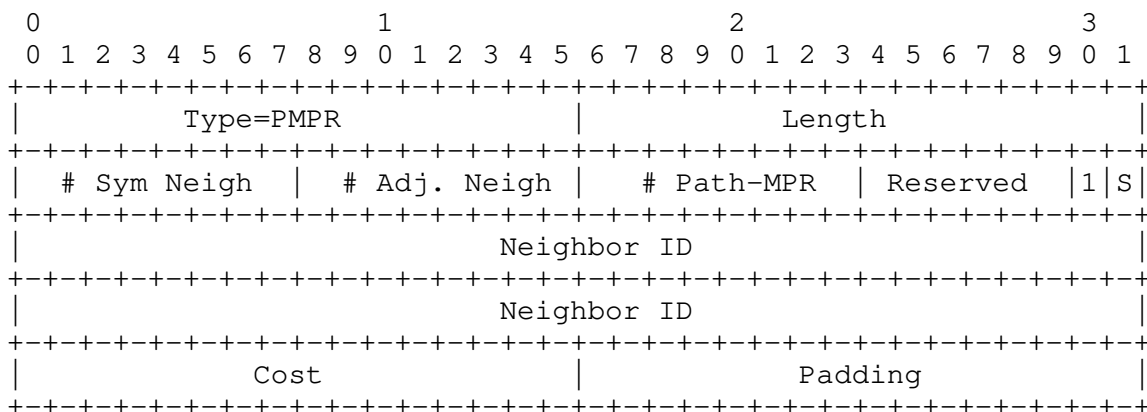 0                   1                   2                   3
 0 1 2 3 4 5 6 7 8 9 0 1 2 3 4 5 6 7 8 9 0 1 2 3 4 5 6 7 8 9 0 1
+-+-+-+-+-+-+-+-+-+-+-+-+-+-+-+-+-+-+-+-+-+-+-+-+-+-+-+-+-+-+-+-+
|         Type=PMPR             |           Length              |
+-+-+-+-+-+-+-+-+-+-+-+-+-+-+-+-+-+-+-+-+-+-+-+-+-+-+-+-+-+-+-+-+
|  # Sym Neigh  |  # Adj. Neigh |   # Path-MPR  | Reserved  |1|S|
+-+-+-+-+-+-+-+-+-+-+-+-+-+-+-+-+-+-+-+-+-+-+-+-+-+-+-+-+-+-+-+-+
|                           Neighbor ID                         |
+-+-+-+-+-+-+-+-+-+-+-+-+-+-+-+-+-+-+-+-+-+-+-+-+-+-+-+-+-+-+-+-+
|                           Neighbor ID                         |
+-+-+-+-+-+-+-+-+-+-+-+-+-+-+-+-+-+-+-+-+-+-+-+-+-+-+-+-+-+-+-+-+
|             Cost              |            Padding            |
+-+-+-+-+-+-+-+-+-+-+-+-+-+-+-+-+-+-+-+-+-+-+-+-+-+-+-+-+-+-+-+-+